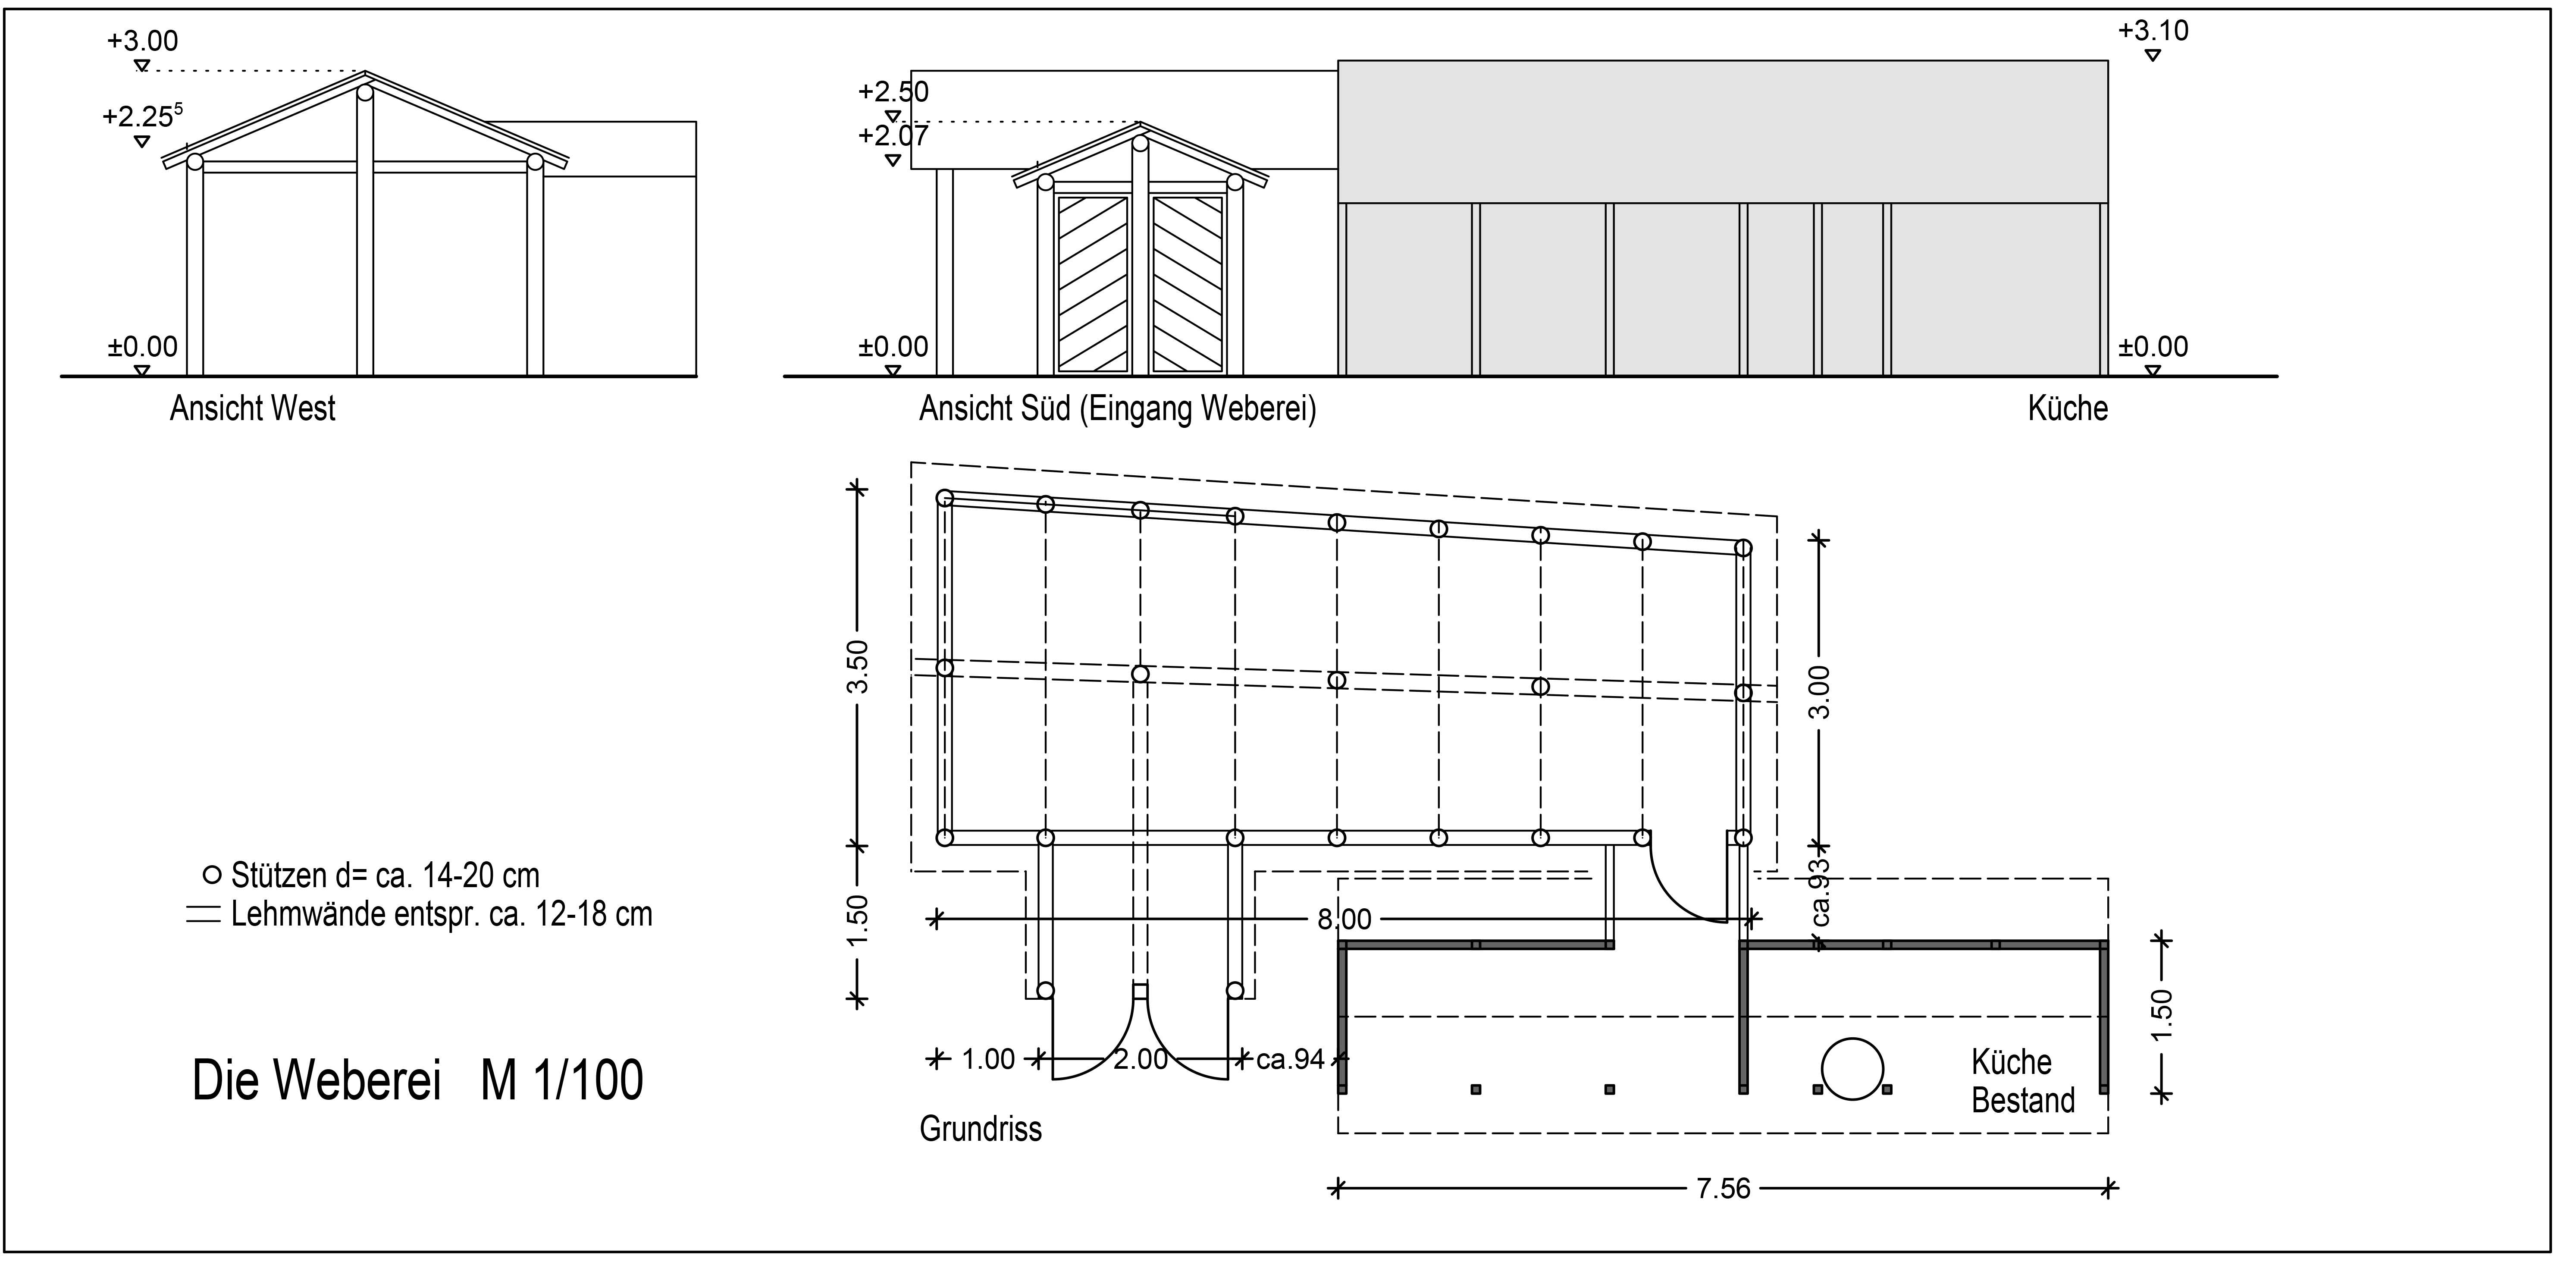 +3.00
+2.25⁵
±0.00
Ansicht West
+2.50
+2.07
±0.00
Ansicht Süd (Eingang Weberei)
+3.10
±0.00
Küche
3.50
3.00
1.50
ca.93
8.00
1.00
2.00
ca.94
1.50
Küche
Bestand
7.56
Grundriss
Stützen d= ca. 14-20 cm
Lehmwände entspr. ca. 12-18 cm
Die Weberei M 1/100